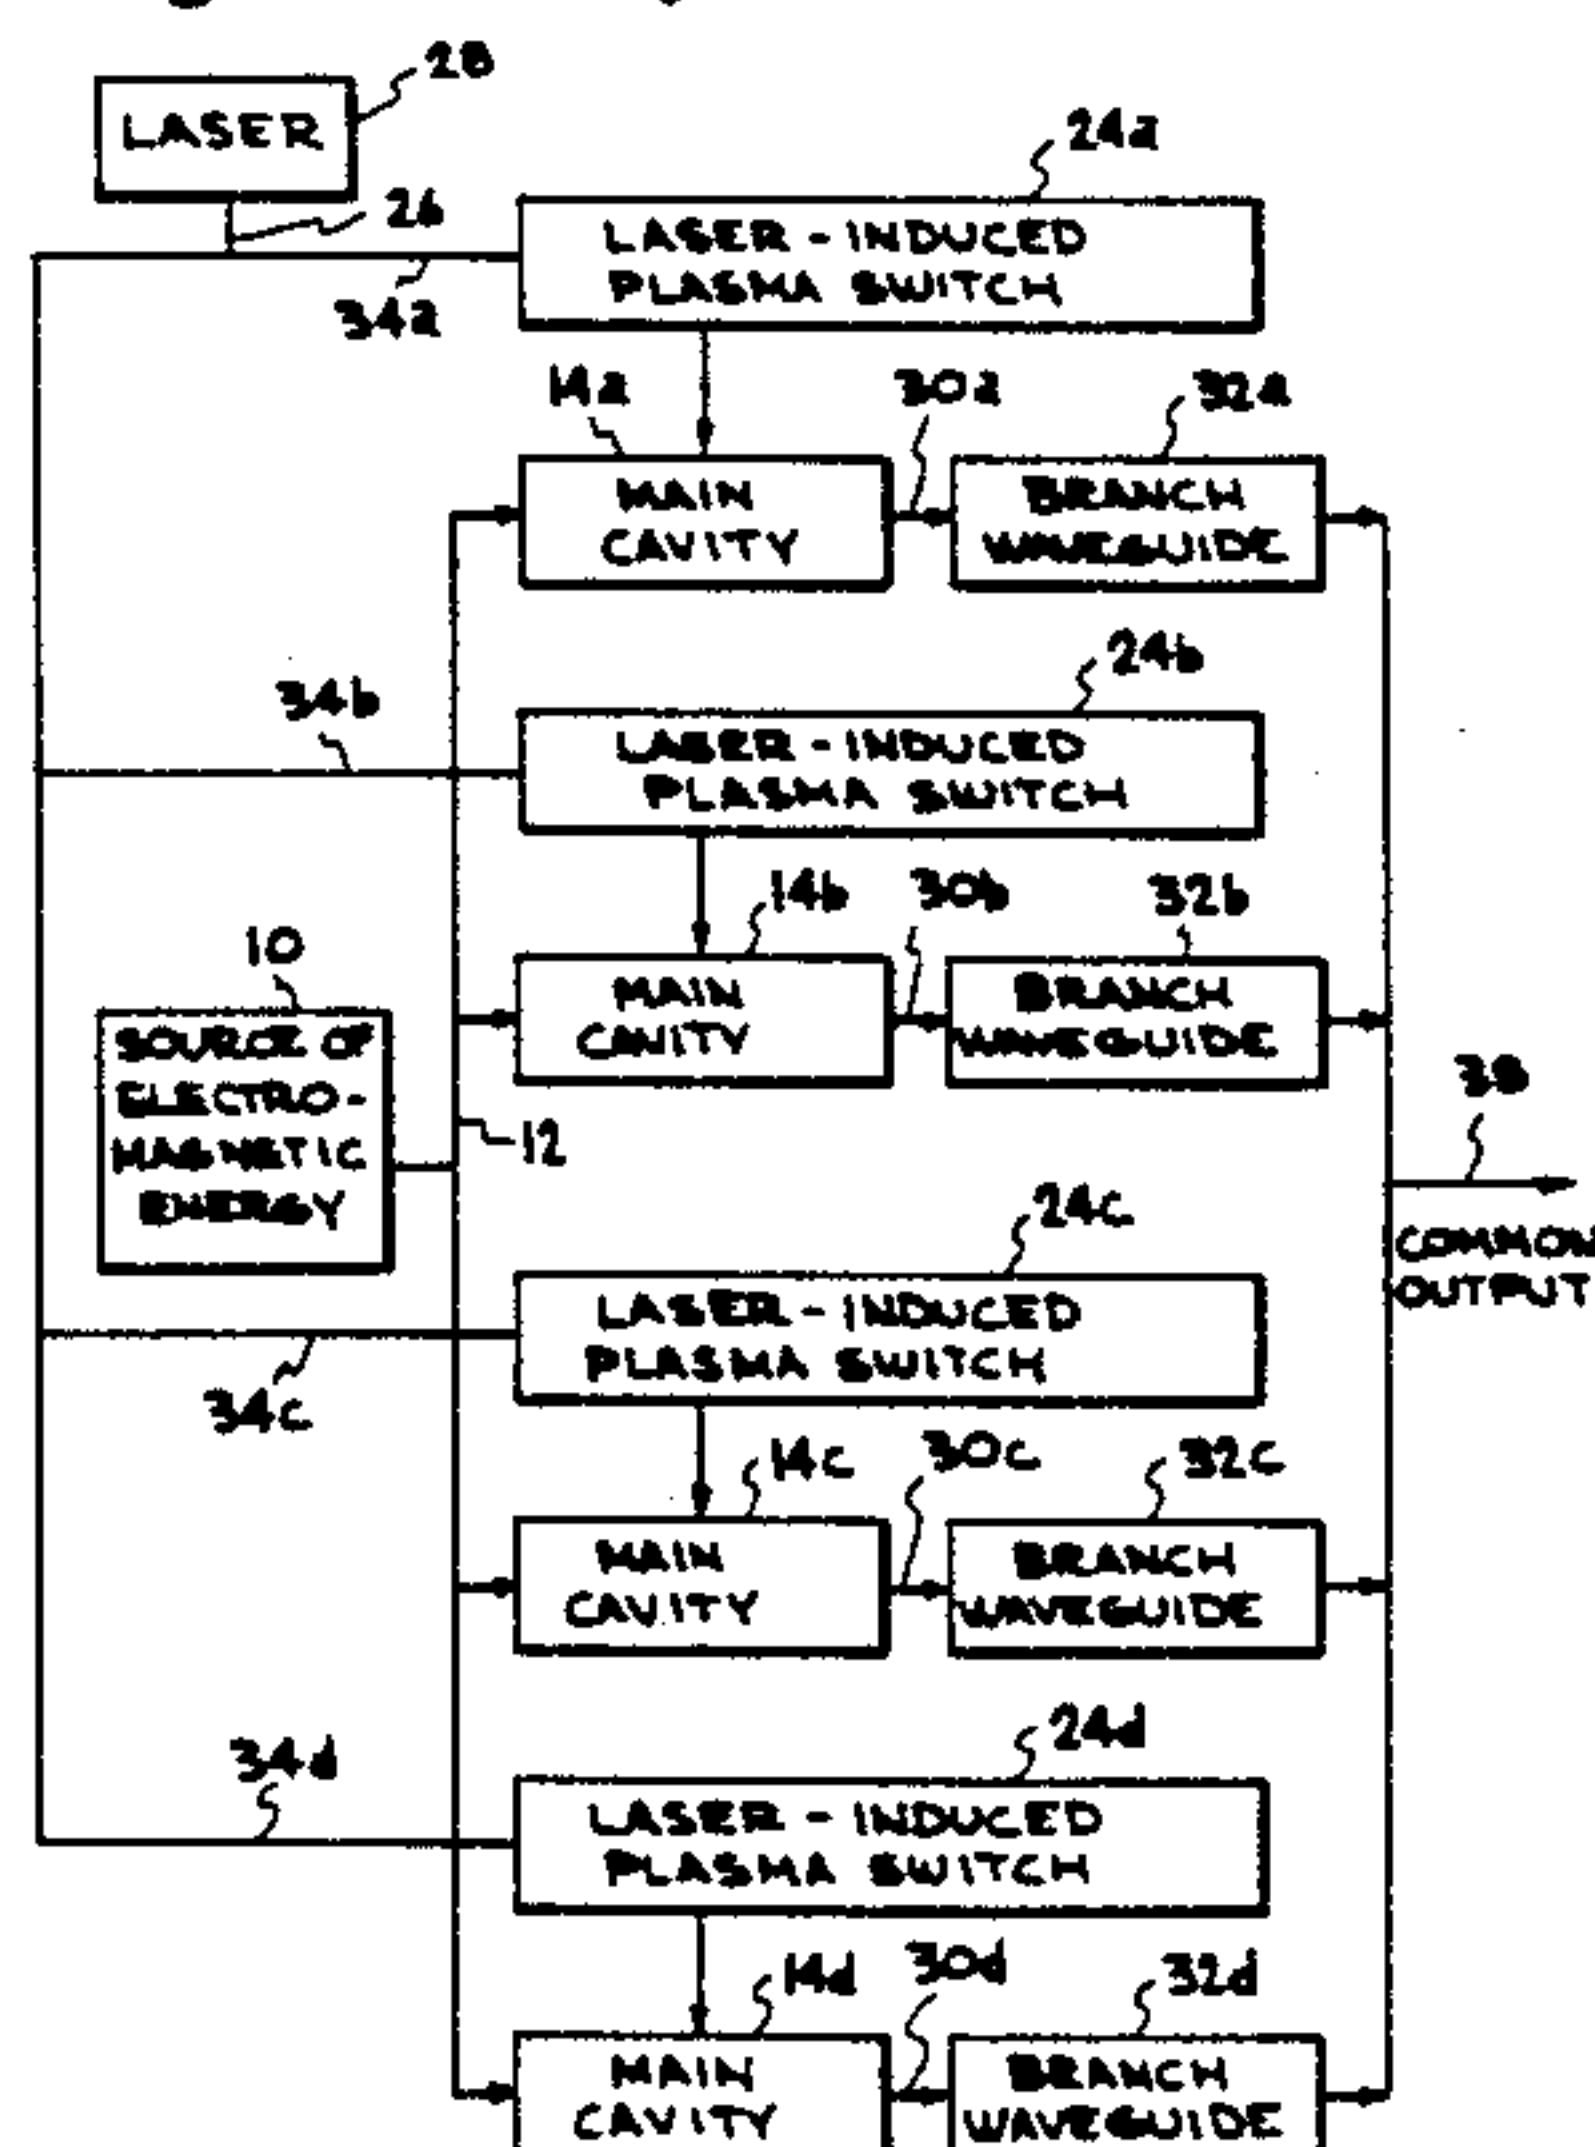 28
LASER
24a
26
LASER - INDUCED
PLASMA SWITCH
34a
14a
30a
32a
MAIN
CAVITY
BRANCH
WAVEGUIDE
24b
34b
LASER - INDUCED
PLASMA SWITCH
14b
30b
32b
10
MAIN
CAVITY
BRANCH
WAVEGUIDE
SOURCE OF
ELECTRO-
MAGNETIC
ENERGY
12
38
24c
COMMON
OUTPUT
LASER - INDUCED
PLASMA SWITCH
34c
14c
30c
32c
MAIN
CAVITY
BRANCH
WAVEGUIDE
24d
34d
LASER - INDUCED
PLASMA SWITCH
14d
30d
32d
MAIN
CAVITY
BRANCH
WAVEGUIDE